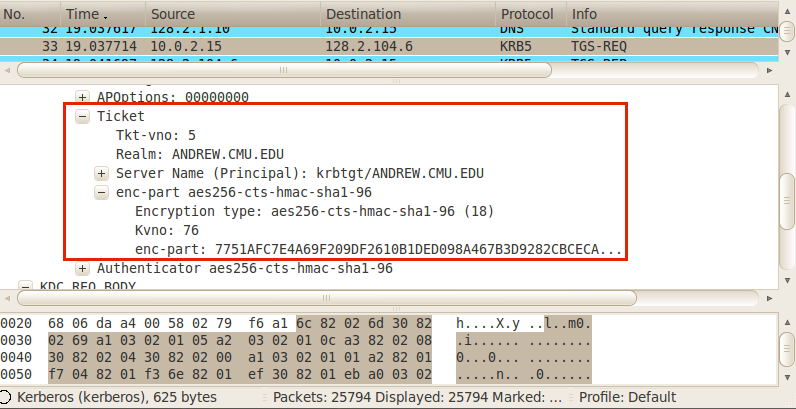 No. Time Source Destination Protocol Info
32 19.037617 128.2.1.10 10.0.2.15 DNS Standard query response CN
33 19.037714 10.0.2.15 128.2.104.6 KRB5 TGS-REQ
APOptions: 00000000
Ticket
Tkt-vno: 5
Realm: ANDREW.CMU.EDU
Server Name (Principal): krbtgt/ANDREW.CMU.EDU
enc-part aes256-cts-hmac-sha1-96
Encryption type: aes256-cts-hmac-sha1-96 (18)
Kvno: 76
enc-part: 7751AFC7E4A69F209DF2610B1DED098A467B3D9282CBCECA...
Authenticator aes256-cts-hmac-sha1-96
KDC_REQ_BODY
0020 68 06 da a4 00 58 02 79 f6 a1 6c 82 02 6d 30 82 h....X.y ..l..m0.
0030 02 69 a1 03 02 01 05 a2 03 02 01 0c a3 82 02 08 .i...... ........
0040 30 82 02 04 30 82 02 00 a1 03 02 01 01 a2 82 01 0...0... ........
0050 f7 04 82 01 f3 6e 82 01 ef 30 82 01 eb a0 03 02 .....n.. .0......
Kerberos (kerberos), 625 bytes Packets: 25794 Displayed: 25794 Marked: ... Profile: Default